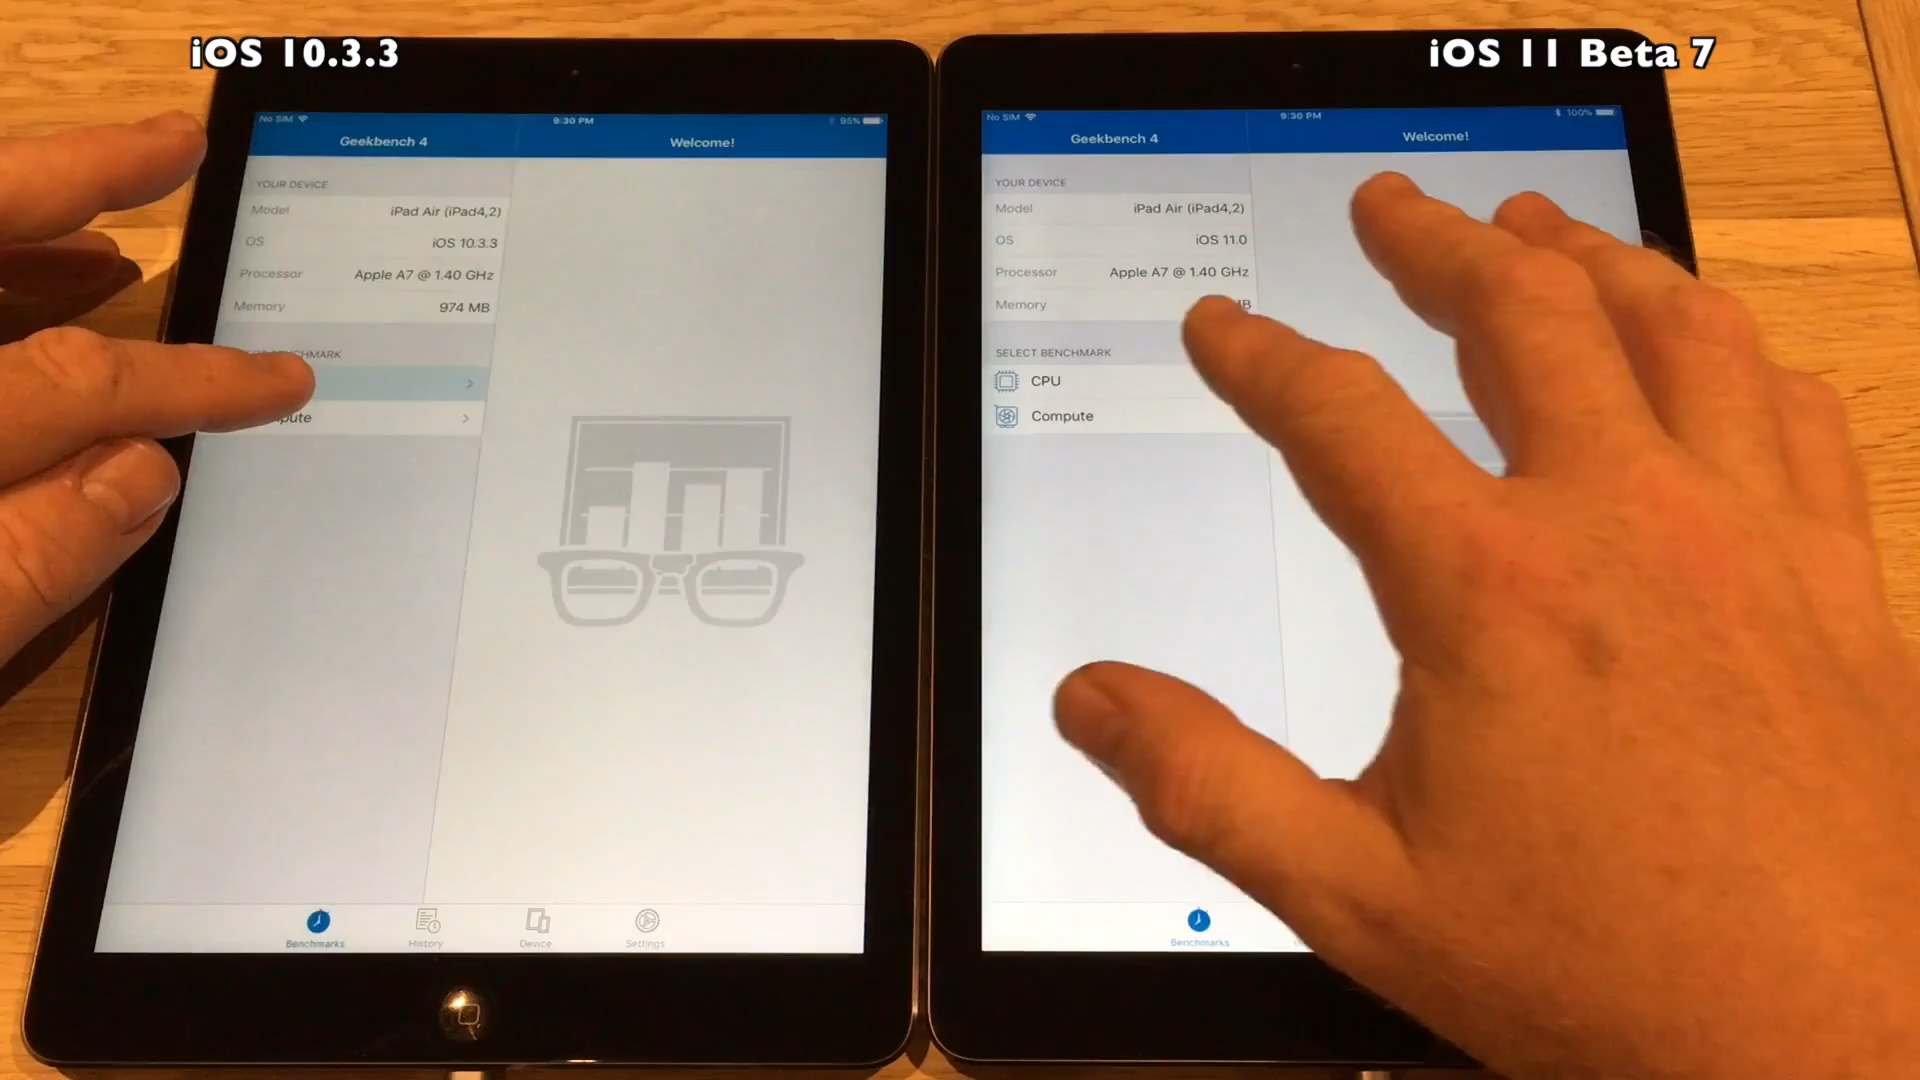 iOS 10.3.3
iOS 11 Beta 7
No SIM
9:30 PM
95%
Geekbench 4
Welcome!
YOUR DEVICE
Model
iPad Air (iPad4,2)
OS
iOS 10.3.3
Processor
Apple A7 @ 1.40 GHz
Memory
974 MB
Benchmarks
History
Device
Settings
No SIM
9:30 PM
100%
Geekbench 4
Welcome!
YOUR DEVICE
Model
iPad Air (iPad4,2)
OS
iOS 11.0
Processor
Apple A7 @ 1.40 GHz
Memory
SELECT BENCHMARK
CPU
Compute
Benchmarks